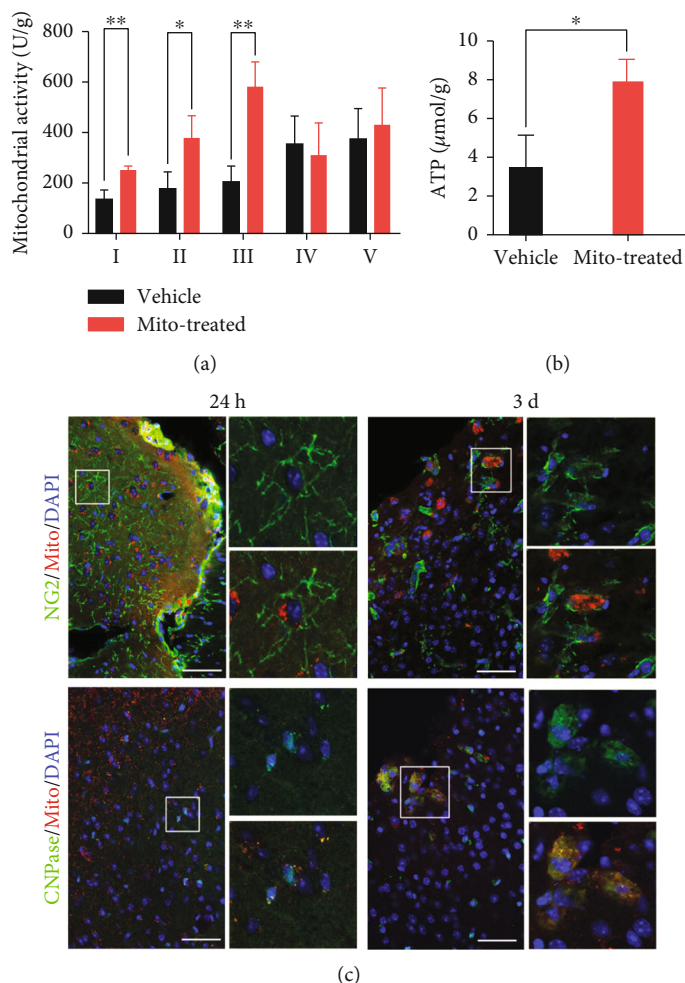 ** * ** *
800 10
600 8
400 6
200 4
0 2
0
Mitochondrial activity (U/g)
I II III IV V
Vehicle
Mito-treated
(a)
ATP (μmol/g)
Vehicle Mito-treated
(b)
24 h 3 d
NG2/Mito/DAPI
CNPase/Mito/DAPI
(c)